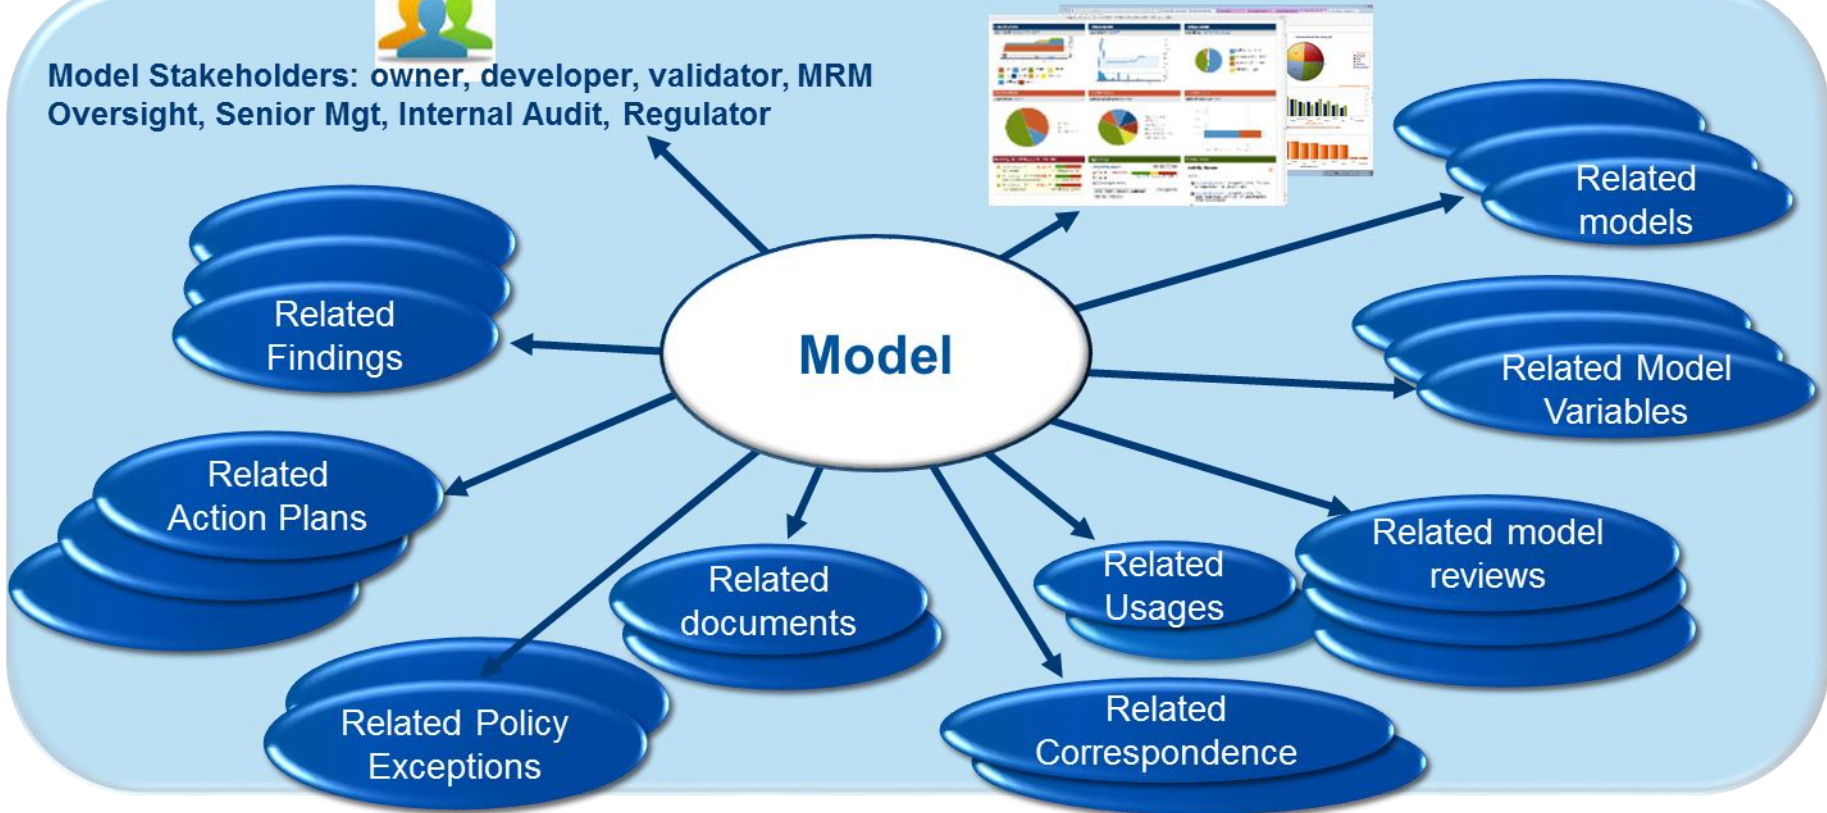 Model Stakeholders: owner, developer, validator, MRM
Oversight, Senior Mgt, Internal Audit, Regulator
Related
models
Related
Findings
Model
Related Model
Variables
Related
Action Plans
Related model
reviews
Related
Usages
Related
documents
Related Policy
Exceptions
Related
Correspondence